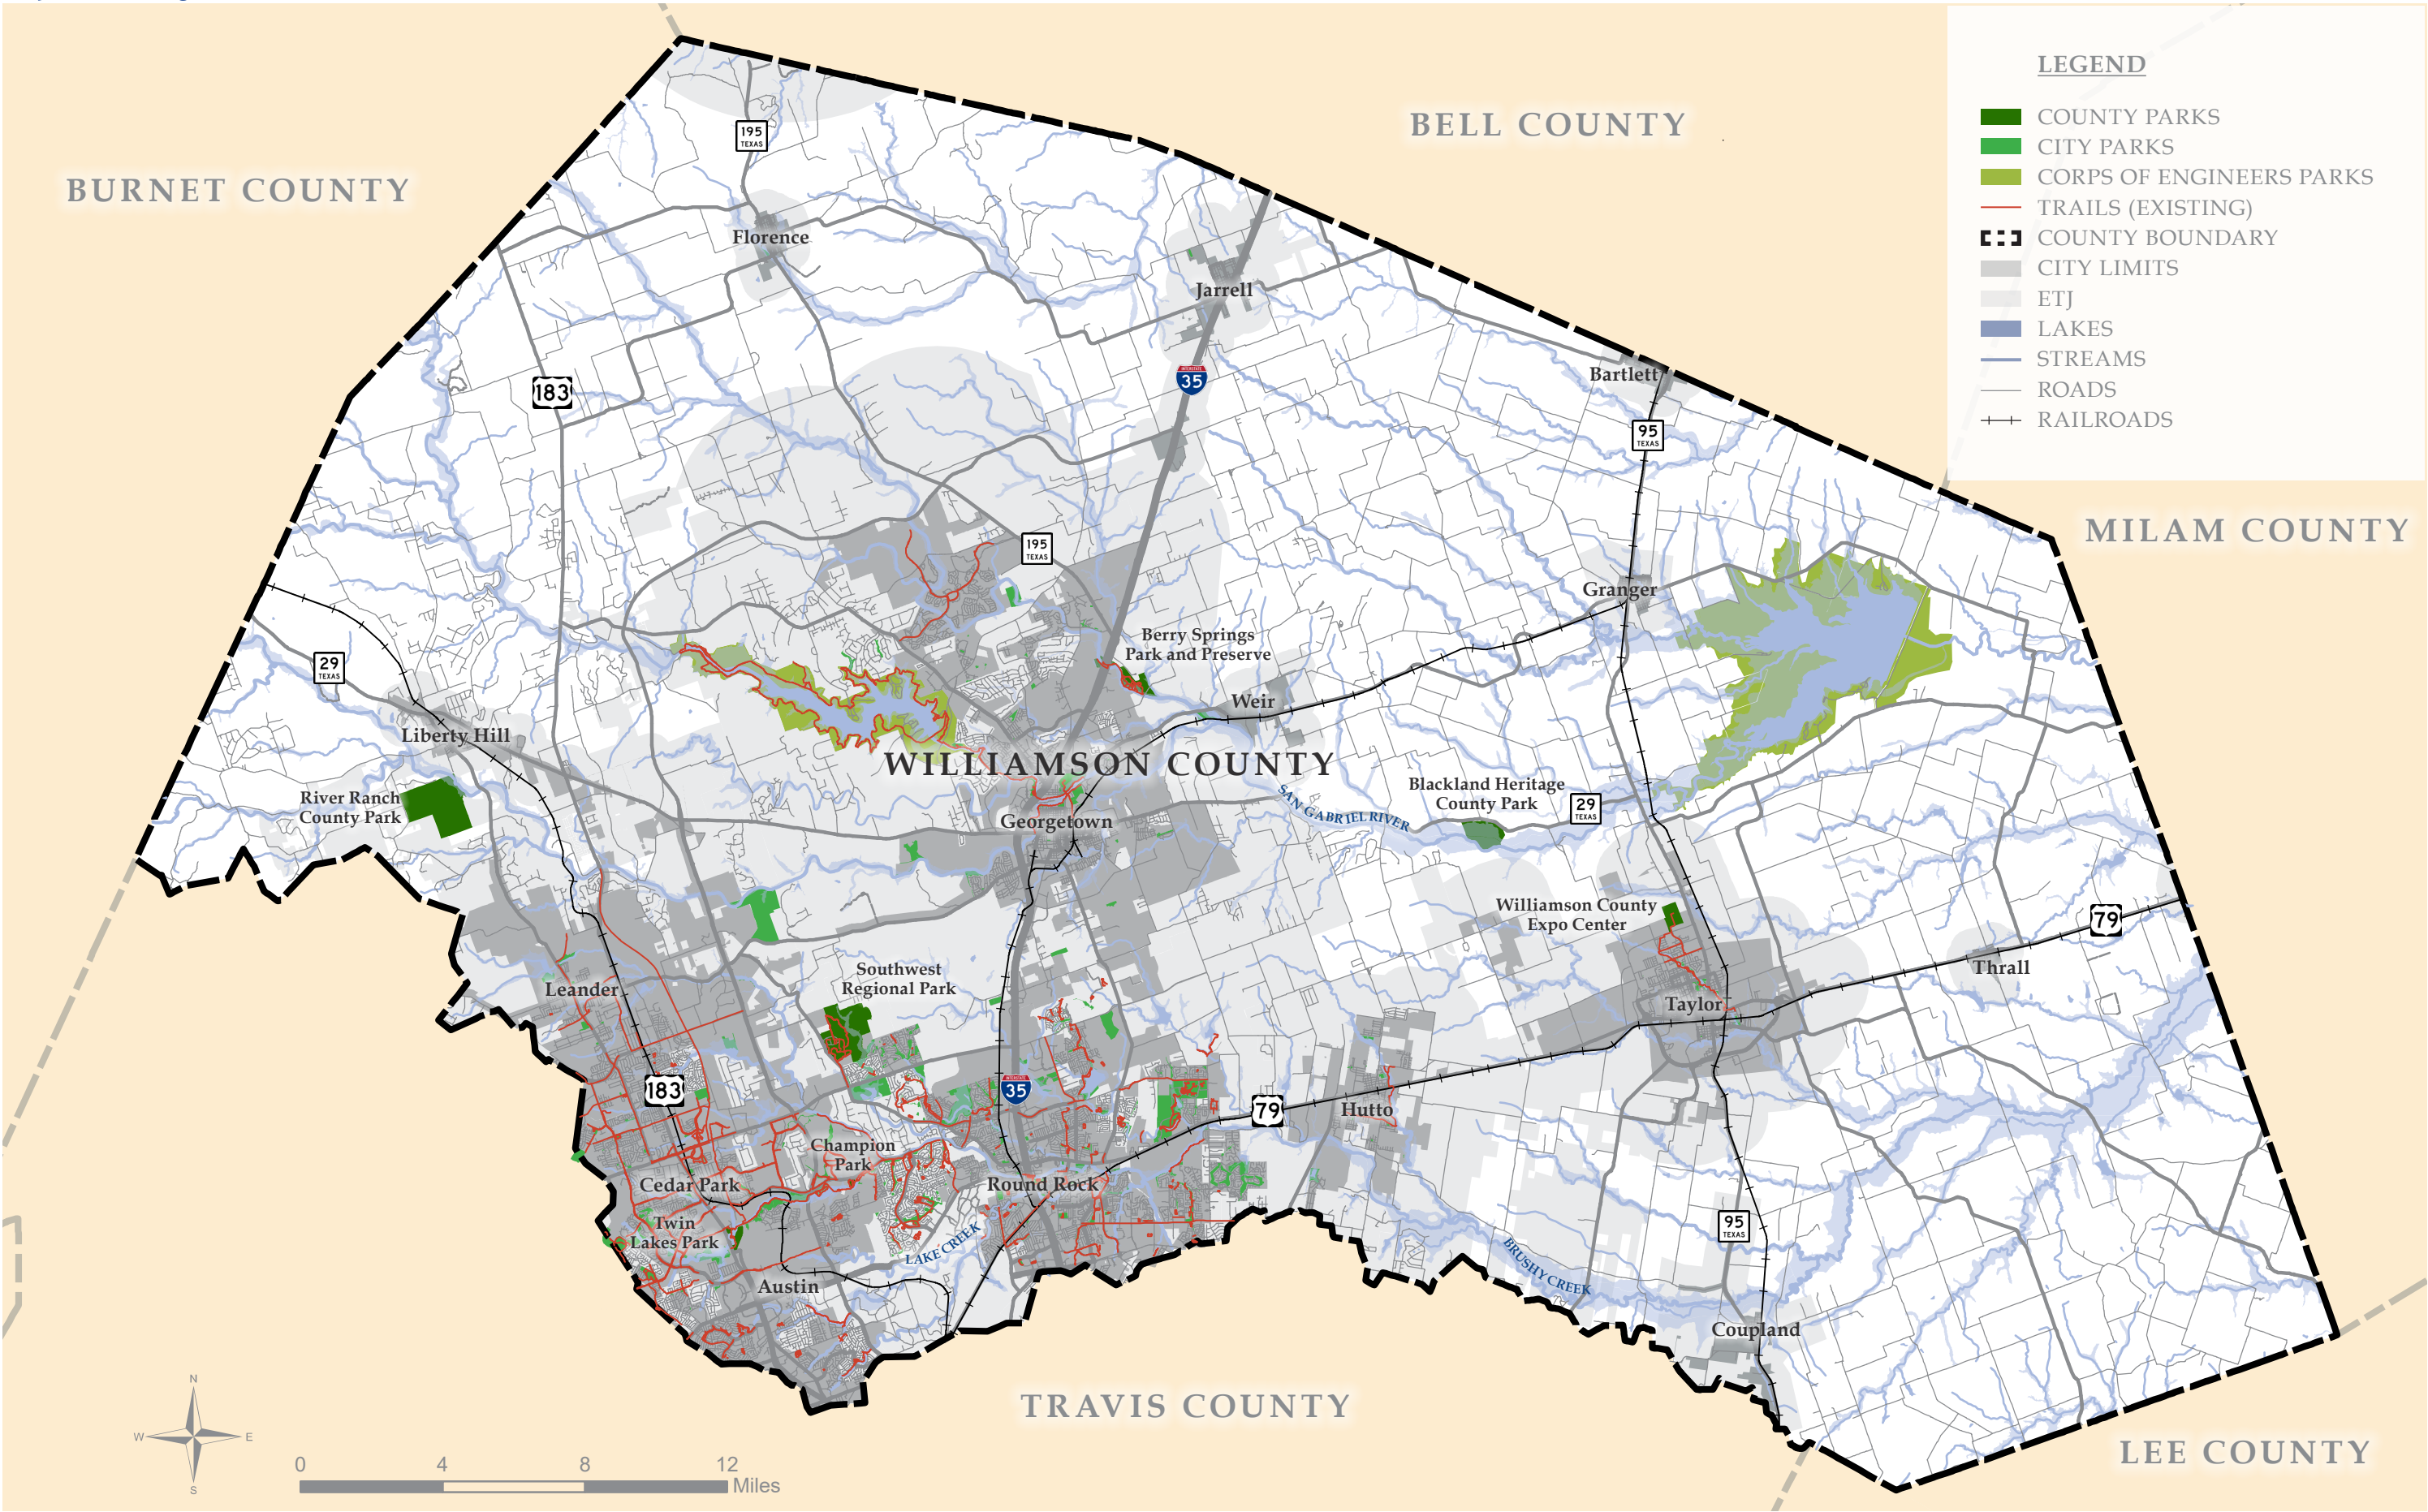 LEGEND
COUNTY PARKS
CITY PARKS
CORPS OF ENGINEERS PARKS
TRAILS (EXISTING)
COUNTY BOUNDARY
CITY LIMITS
ETJ
LAKES
STREAMS
ROADS
RAILROADS
BELL COUNTY
BURNET COUNTY
MILAM COUNTY
195
TEXAS
Florence
Jarrell
35
183
Bartlett
95
TEXAS
195
TEXAS
Granger
Berry Springs
Park and Preserve
29
TEXAS
Weir
Liberty Hill
WILLIAMSON COUNTY
River Ranch
County Park
Blackland Heritage
County Park
29
TEXAS
SAN GABRIEL RIVER
Georgetown
Williamson County
Expo Center
79
Thrall
Southwest
Regional Park
Leander
Taylor
183
35
79
Hutto
Champion
Park
Cedar Park
Round Rock
Twin
Lakes Park
95
TEXAS
LAKE CREEK
BRUSHY CREEK
Austin
Coupland
TRAVIS COUNTY
LEE COUNTY
N
W
E
S
0 4 8 12
Miles